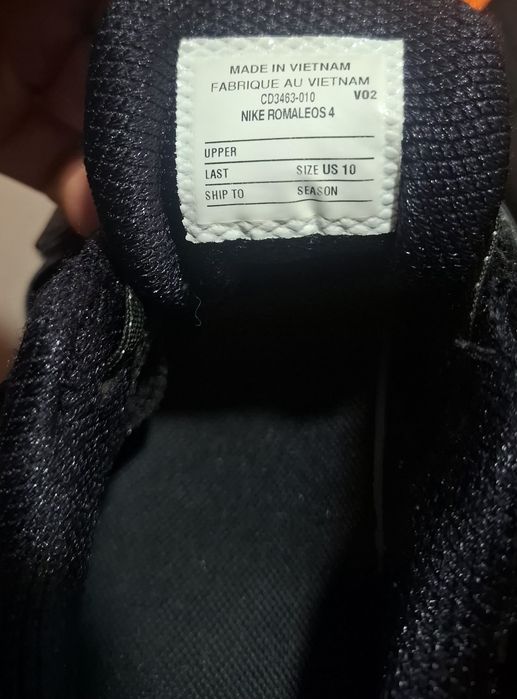 MADE IN VIETNAM
FABRIQUE AU VIETNAM
CD3463-010 V02
NIKE ROMALEOS 4
UPPER
LAST SIZE US 10
SHIP TO SEASON